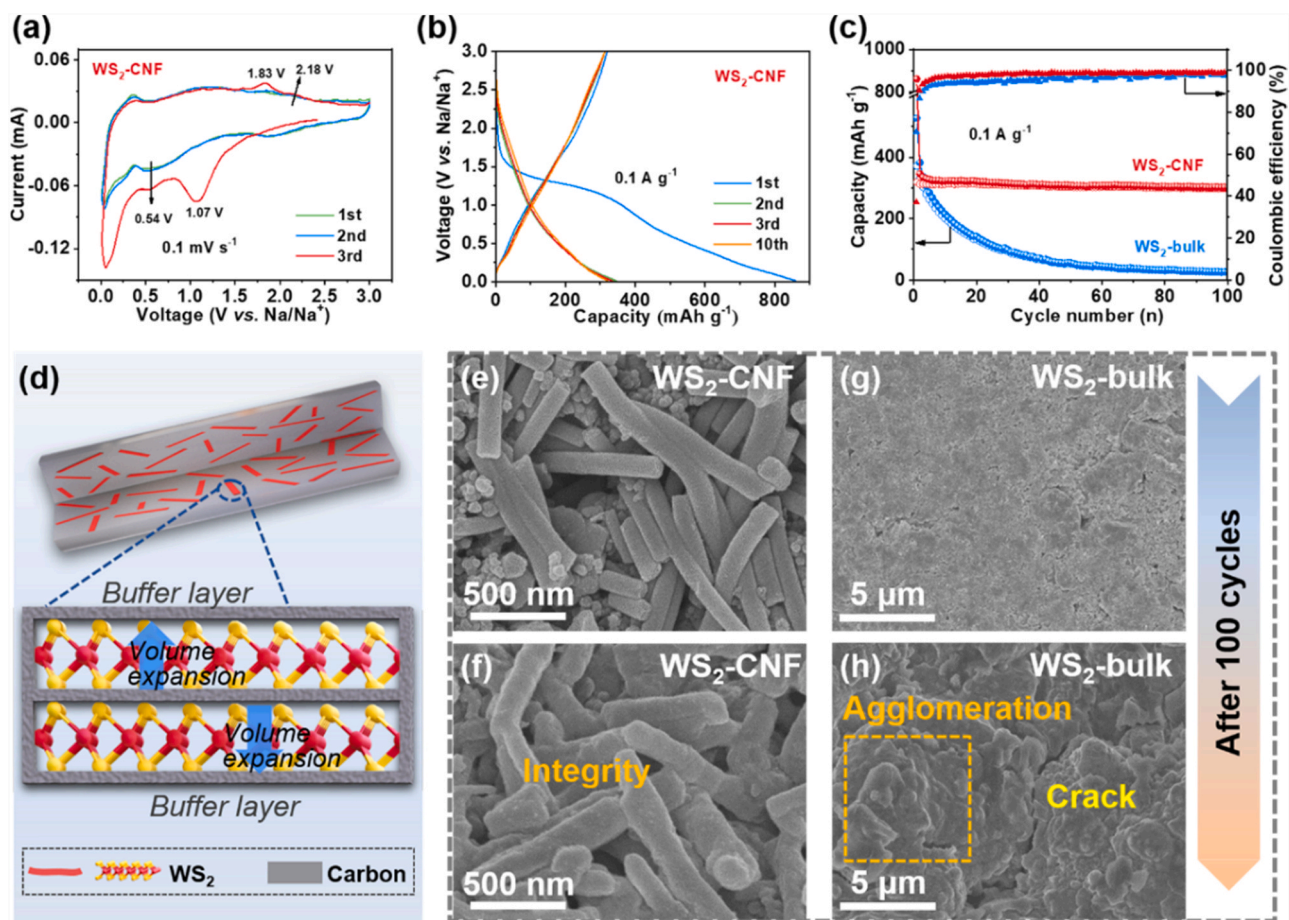 (a)
WS₂-CNF
1.83 V
2.18 V
0.54 V
1.07 V
0.1 mV s⁻¹
1st
2nd
3rd
0.06
0.00
-0.06
-0.12
Current (mA)
0.0 0.5 1.0 1.5 2.0 2.5 3.0
Voltage (V vs. Na/Na⁺)
(b)
WS₂-CNF
0.1 A g⁻¹
1st
2nd
3rd
10th
3.0
2.5
2.0
1.5
1.0
0.5
0.0
Voltage (V vs. Na/Na⁺)
0 200 400 600 800
Capacity (mAh g⁻¹)
(c)
0.1 A g⁻¹
WS₂-CNF
WS₂-bulk
1000
800
400
200
0
Capacity (mAh g⁻¹)
100
80
60
40
20
0
Coulombic efficiency (%)
0 20 40 60 80 100
Cycle number (n)
(d)
Buffer layer
Volume
expansion
Volume
expansion
Buffer layer
WS₂
Carbon
(e) WS₂-CNF
500 nm
(g) WS₂-bulk
5 µm
(f) WS₂-CNF
Integrity
500 nm
(h) WS₂-bulk
Agglomeration
Crack
5 µm
After 100 cycles